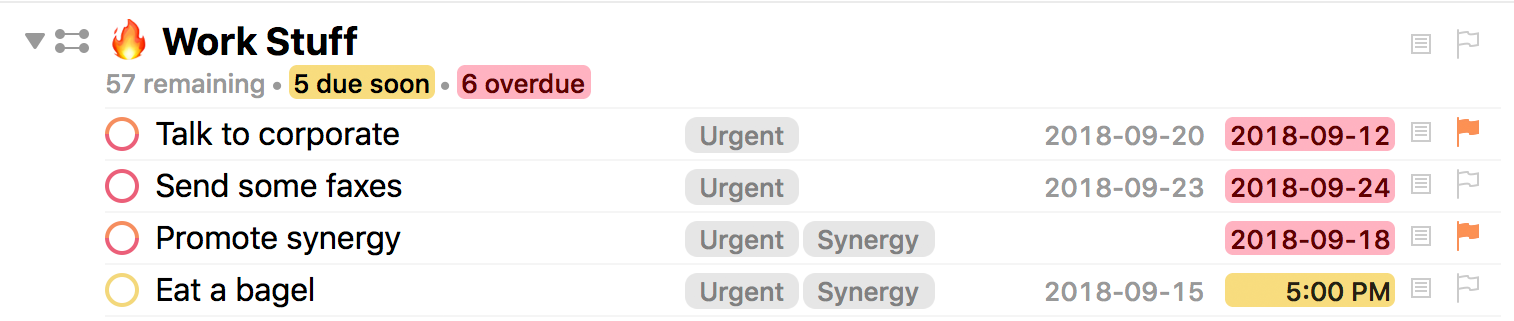 🔥 Work Stuff
57 remaining • 5 due soon • 6 overdue
Talk to corporate Urgent 2018-09-20 2018-09-12
Send some faxes Urgent 2018-09-23 2018-09-24
Promote synergy Urgent Synergy 2018-09-18
Eat a bagel Urgent Synergy 2018-09-15 5:00 PM